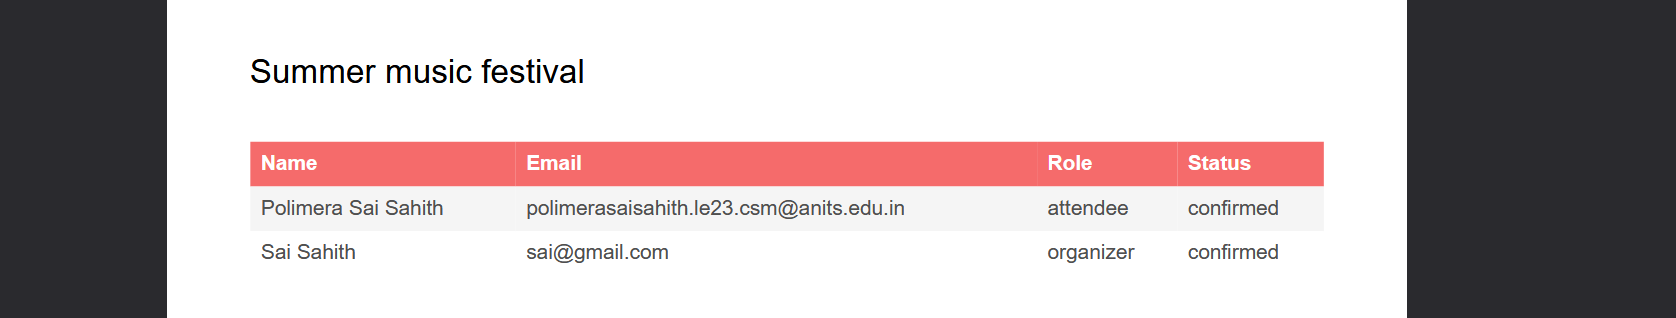 Summer music festival
Name Email Role Status
Polimera Sai Sahith polimerasaisahith.le23.csm@anits.edu.in attendee confirmed
Sai Sahith sai@gmail.com organizer confirmed